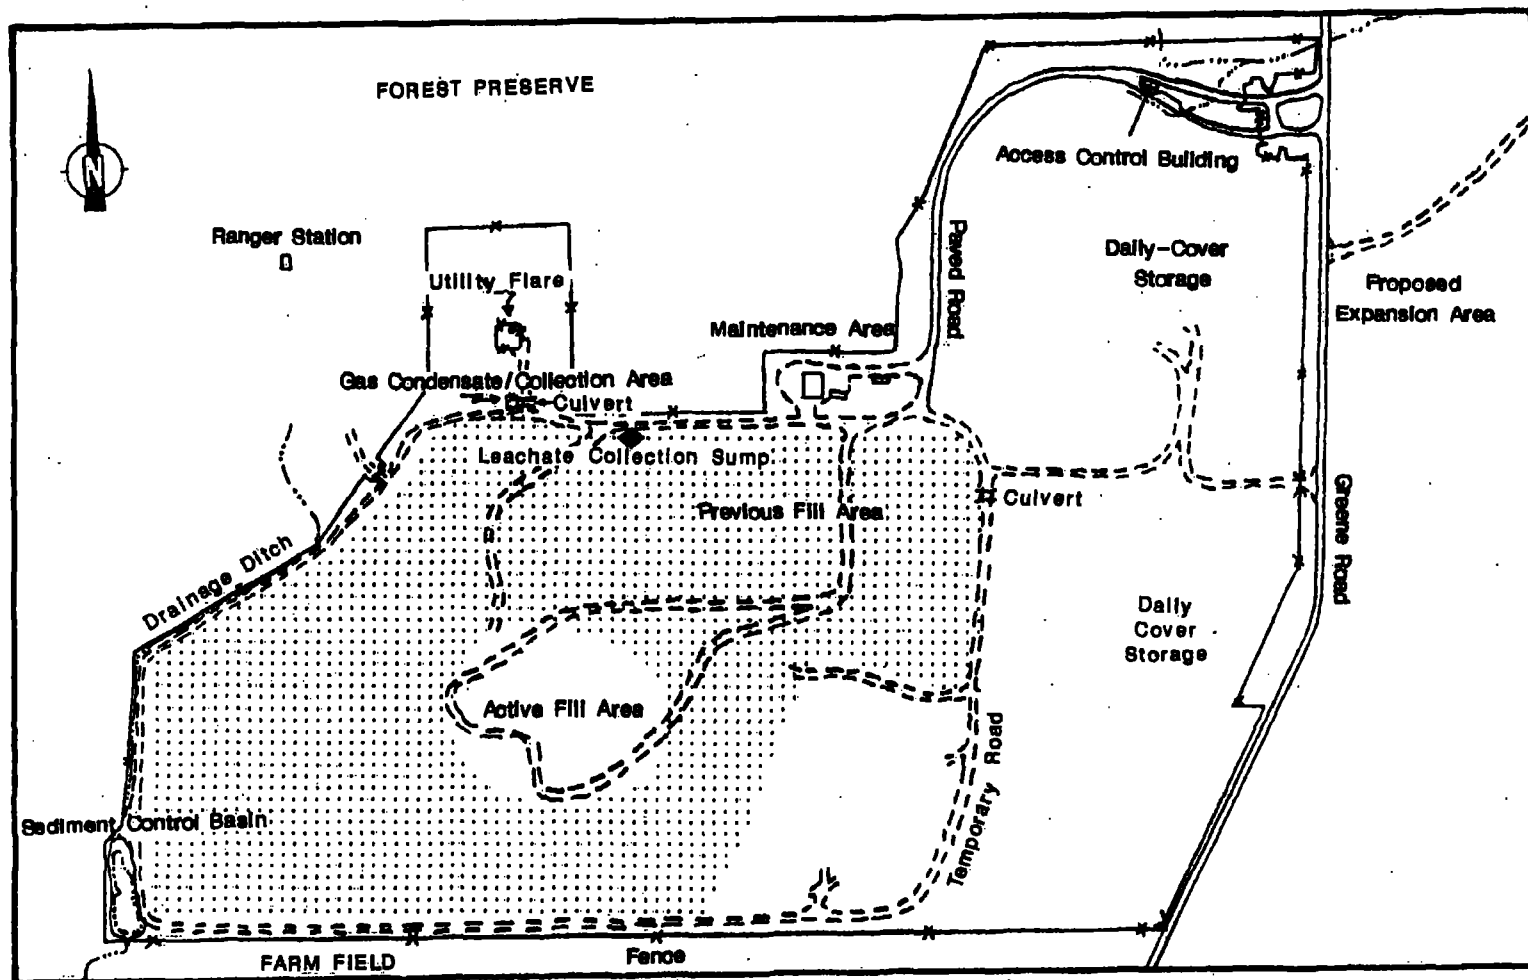 FOREST PRESERVE
N
Access Control Building
Ranger Station
Paved Road
Daily-Cover
Storage
Utility Flare
Proposed
Expansion Area
Maintenance Area
Gas Condensate/Collection Area
Culvert
Leachate Collection Sump
Previous Fill Area
Culvert
Greene Road
Drainage Ditch
Daily
Cover
Storage
Active Fill Area
Temporary Road
Sediment Control Basin
Fence
FARM FIELD